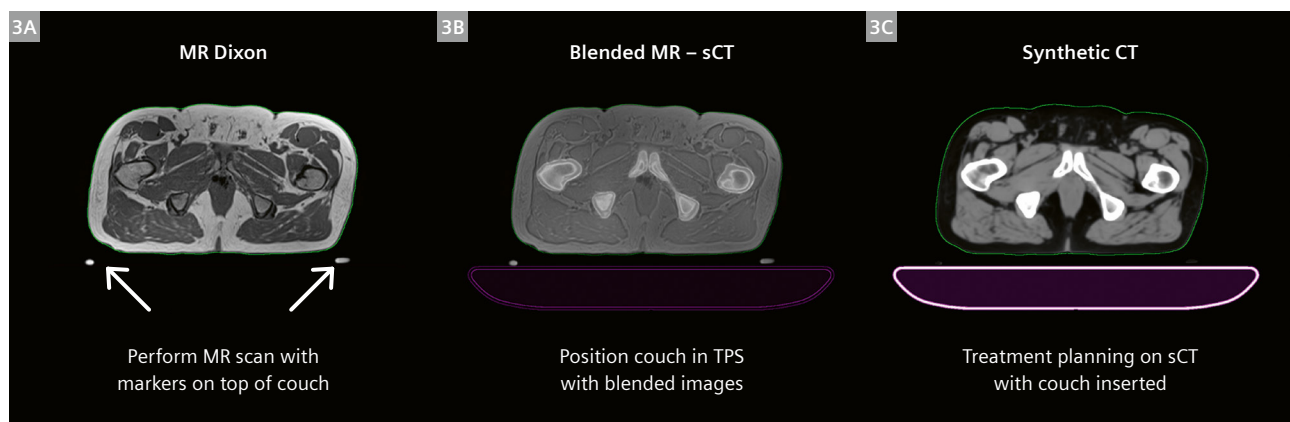 3A
MR Dixon
Perform MR scan with
markers on top of couch
3B
Blended MR – sCT
Position couch in TPS
with blended images
3C
Synthetic CT
Treatment planning on sCT
with couch inserted